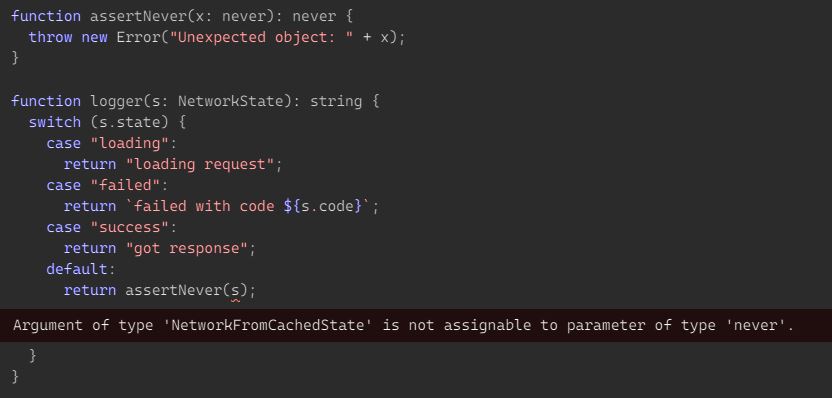 function assertNever(x: never): never {
  throw new Error("Unexpected object: " + x);
}
function logger(s: NetworkState): string {
  switch (s.state) {
    case "loading":
      return "loading request";
    case "failed":
      return `failed with code ${s.code}`;
    case "success":
      return "got response";
    default:
      return assertNever(s);
Argument of type 'NetworkFromCachedState' is not assignable to parameter of type 'never'.
  }
}